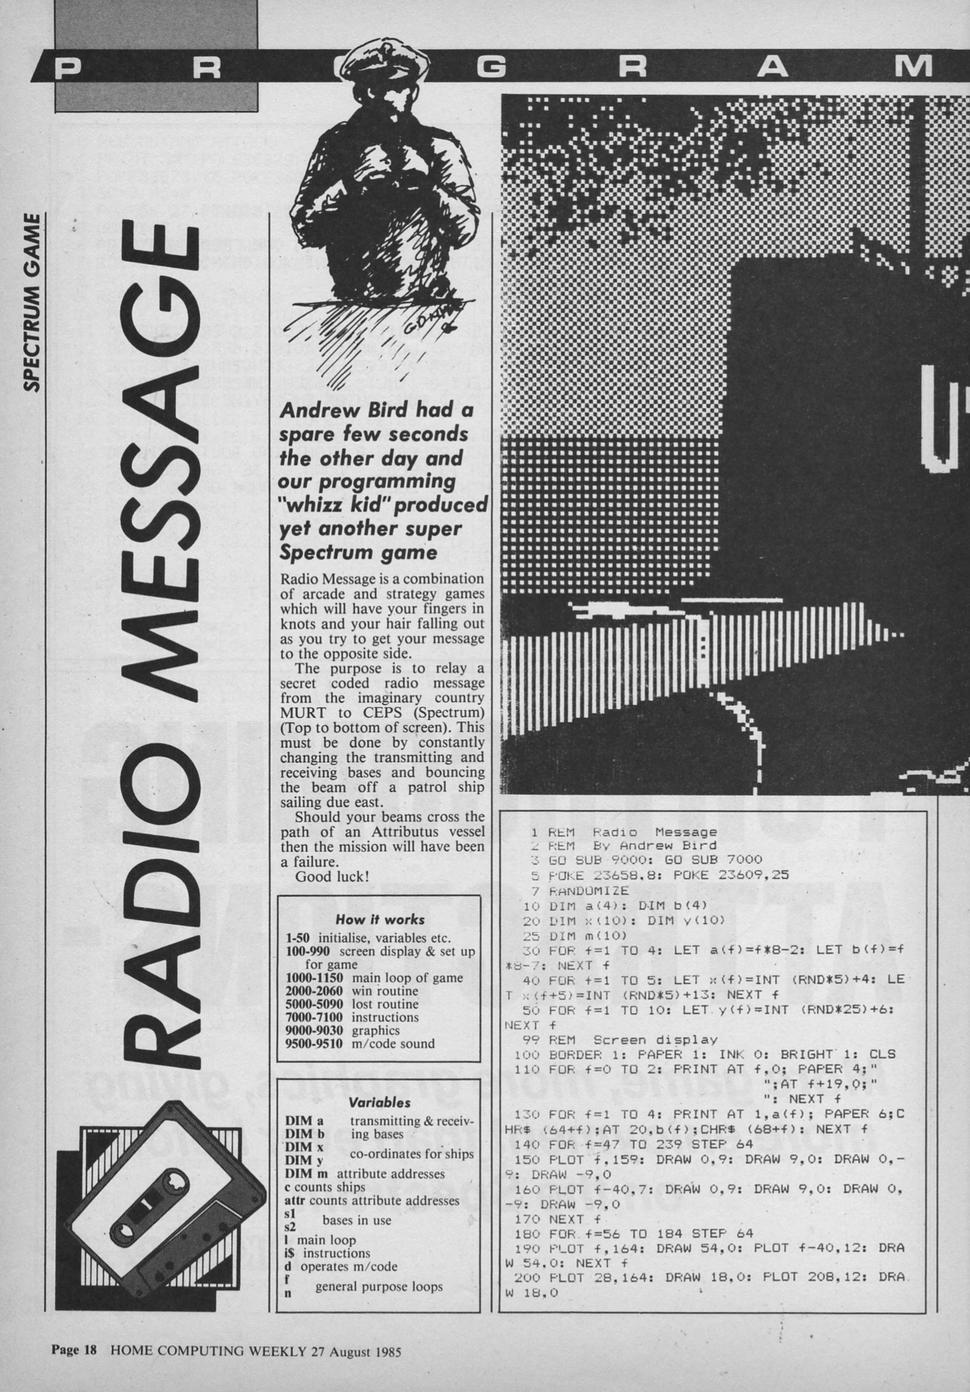 PROGRAM
SPECTRUM GAME
RADIO MESSAGE
Andrew Bird had a
spare few seconds
the other day and
our programming
"whizz kid" produced
yet another super
Spectrum game
Radio Message is a combination
of arcade and strategy games
which will have your fingers in
knots and your hair falling out
as you try to get your message
to the opposite side.
The purpose is to relay a
secret coded radio message
from the imaginary country
MURT to CEPS (Spectrum)
(Top to bottom of screen). This
must be done by constantly
changing the transmitting and
receiving bases and bouncing
the beam off a patrol ship
sailing due east.
Should your beams cross the
path of an Attributus vessel
then the mission will have been
a failure.
Good luck!
How it works
1-50 initialise, variables etc.
100-990 screen display & set up
for game
1000-1150 main loop of game
2000-2060 win routine
5000-5090 lost routine
7000-7100 instructions
9000-9030 graphics
9500-9510 m/code sound
Variables
DIM a transmitting & receiv-
DIM b ing bases
DIM x
DIM y co-ordinates for ships
DIM m attribute addresses
c counts ships
attr counts attribute addresses
s1
s2 bases in use
l main loop
i$ instructions
d operates m/code
f
n general purpose loops
1 REM Radio Message
2 REM By Andrew Bird
3 GO SUB 9000: GO SUB 7000
5 POKE 23658,8: POKE 23609,25
7 RANDOMIZE
10 DIM a(4): DIM b(4)
20 DIM x(10): DIM y(10)
25 DIM m(10)
30 FOR f=1 TO 4: LET a(f)=f*8-2: LET b(f)=f
*8-7: NEXT f
40 FOR f=1 TO 5: LET x(f)=INT (RND*5)+4: LE
T x(f+5)=INT (RND*5)+13: NEXT f
50 FOR f=1 TO 10: LET y(f)=INT (RND*25)+6:
NEXT f
99 REM Screen display
100 BORDER 1: PAPER 1: INK 0: BRIGHT 1: CLS
110 FOR f=0 TO 2: PRINT AT f,0; PAPER 4;"
";AT f+19,0;"
": NEXT f
130 FOR f=1 TO 4: PRINT AT 1,a(f); PAPER 6;C
HR$ (64+f);AT 20,b(f);CHR$ (68+f): NEXT f
140 FOR f=47 TO 239 STEP 64
150 PLOT f,159: DRAW 0,9: DRAW 9,0: DRAW 0,-
9: DRAW -9,0
160 PLOT f-40,7: DRAW 0,9: DRAW 9,0: DRAW 0,
-9: DRAW -9,0
170 NEXT f
180 FOR f=56 TO 184 STEP 64
190 PLOT f,164: DRAW 54,0: PLOT f-40,12: DRA
W 54,0: NEXT f
200 PLOT 28,164: DRAW 18,0: PLOT 208,12: DRA
W 18,0
Page 18 HOME COMPUTING WEEKLY 27 August 1985